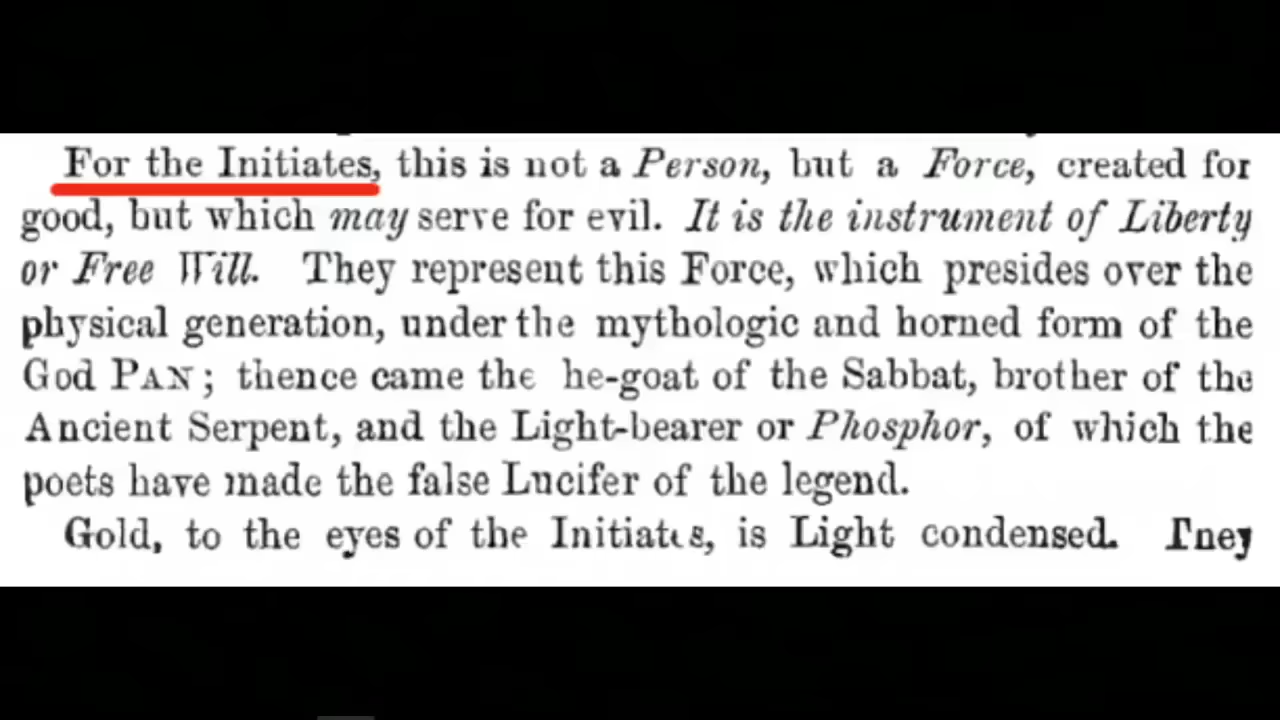 For the Initiates, this is not a Person, but a Force, created for
good, but which may serve for evil. It is the instrument of Liberty
or Free Will. They represent this Force, which presides over the
physical generation, under the mythologic and horned form of the
God PAN; thence came the he-goat of the Sabbat, brother of the
Ancient Serpent, and the Light-bearer or Phosphor, of which the
poets have made the false Lucifer of the legend.
Gold, to the eyes of the Initiates, is Light condensed. They